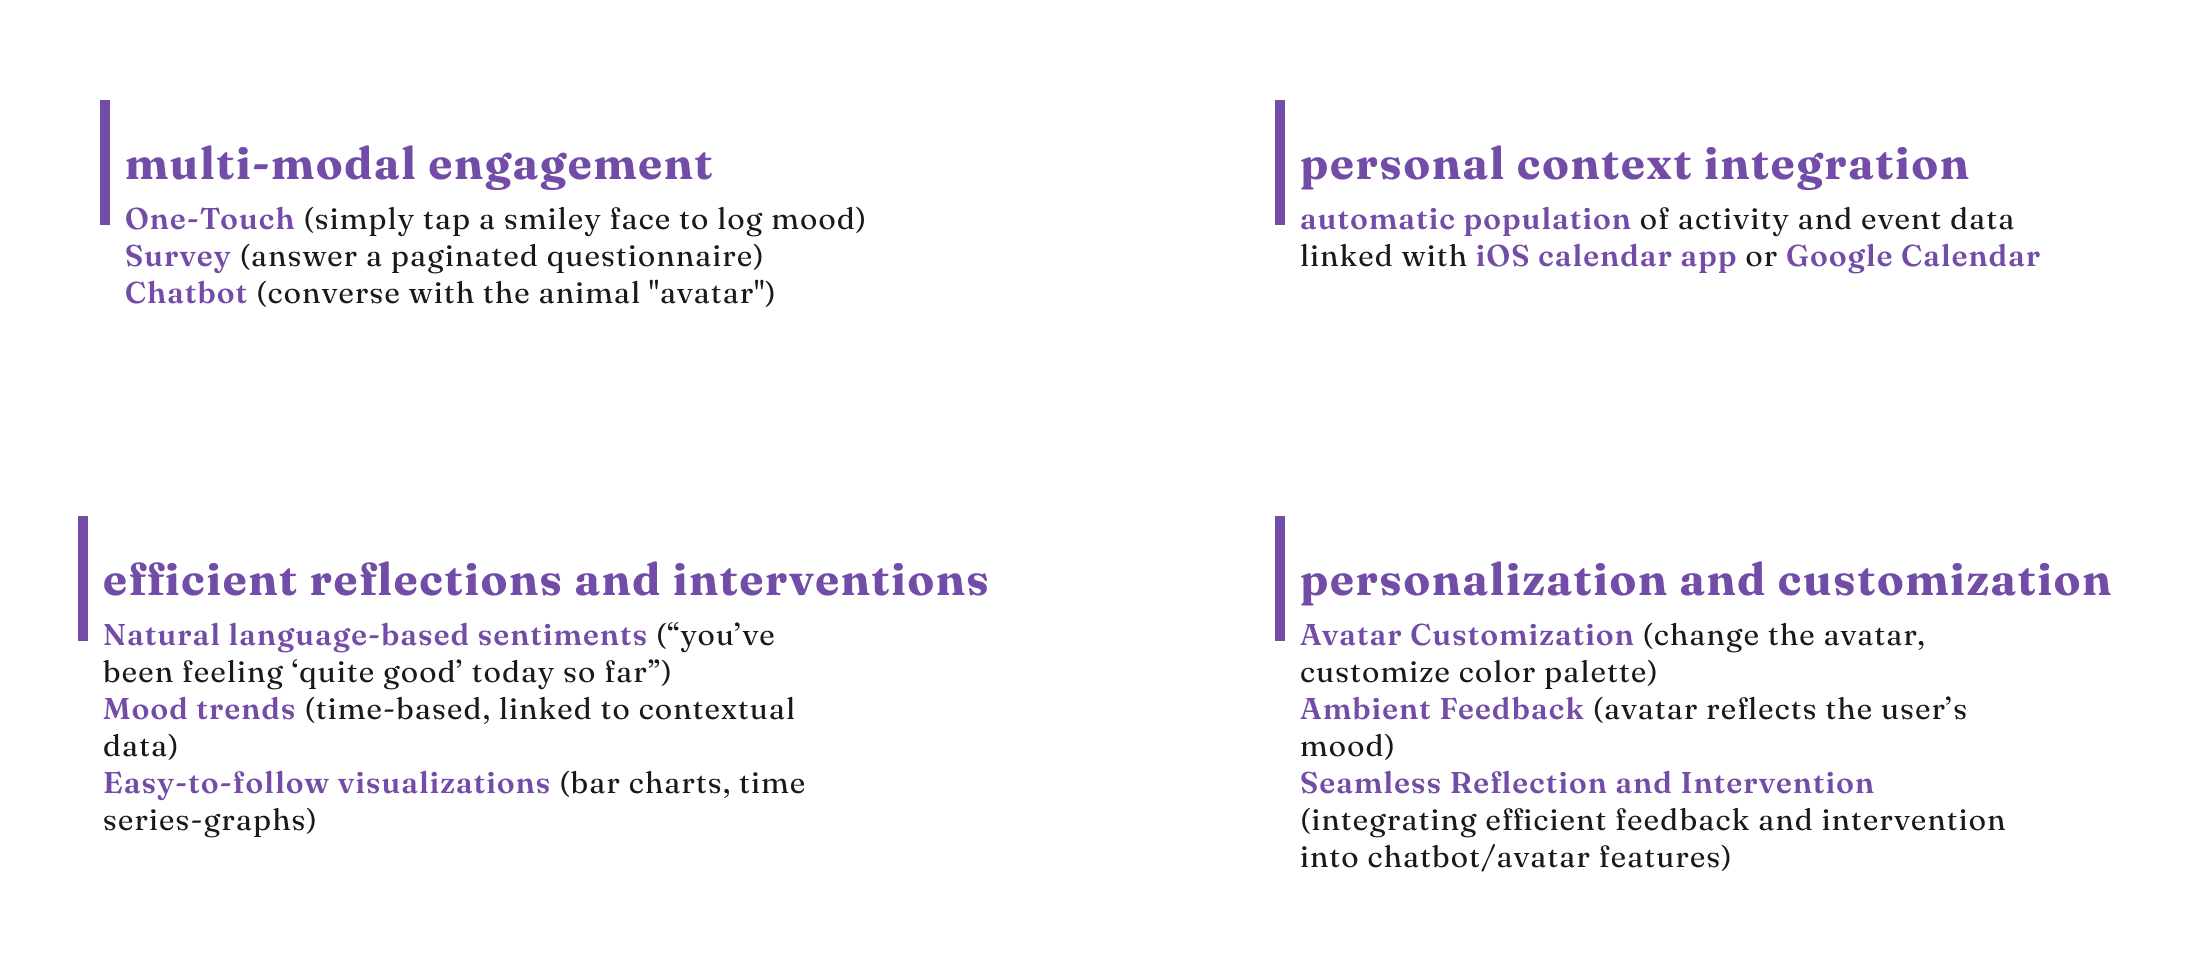 multi-modal engagement
One-Touch (simply tap a smiley face to log mood)
Survey (answer a paginated questionnaire)
Chatbot (converse with the animal "avatar")
personal context integration
automatic population of activity and event data
linked with iOS calendar app or Google Calendar
efficient reflections and interventions
Natural language-based sentiments (“you’ve
been feeling ‘quite good’ today so far”)
Mood trends (time-based, linked to contextual
data)
Easy-to-follow visualizations (bar charts, time
series-graphs)
personalization and customization
Avatar Customization (change the avatar,
customize color palette)
Ambient Feedback (avatar reflects the user’s
mood)
Seamless Reflection and Intervention
(integrating efficient feedback and intervention
into chatbot/avatar features)